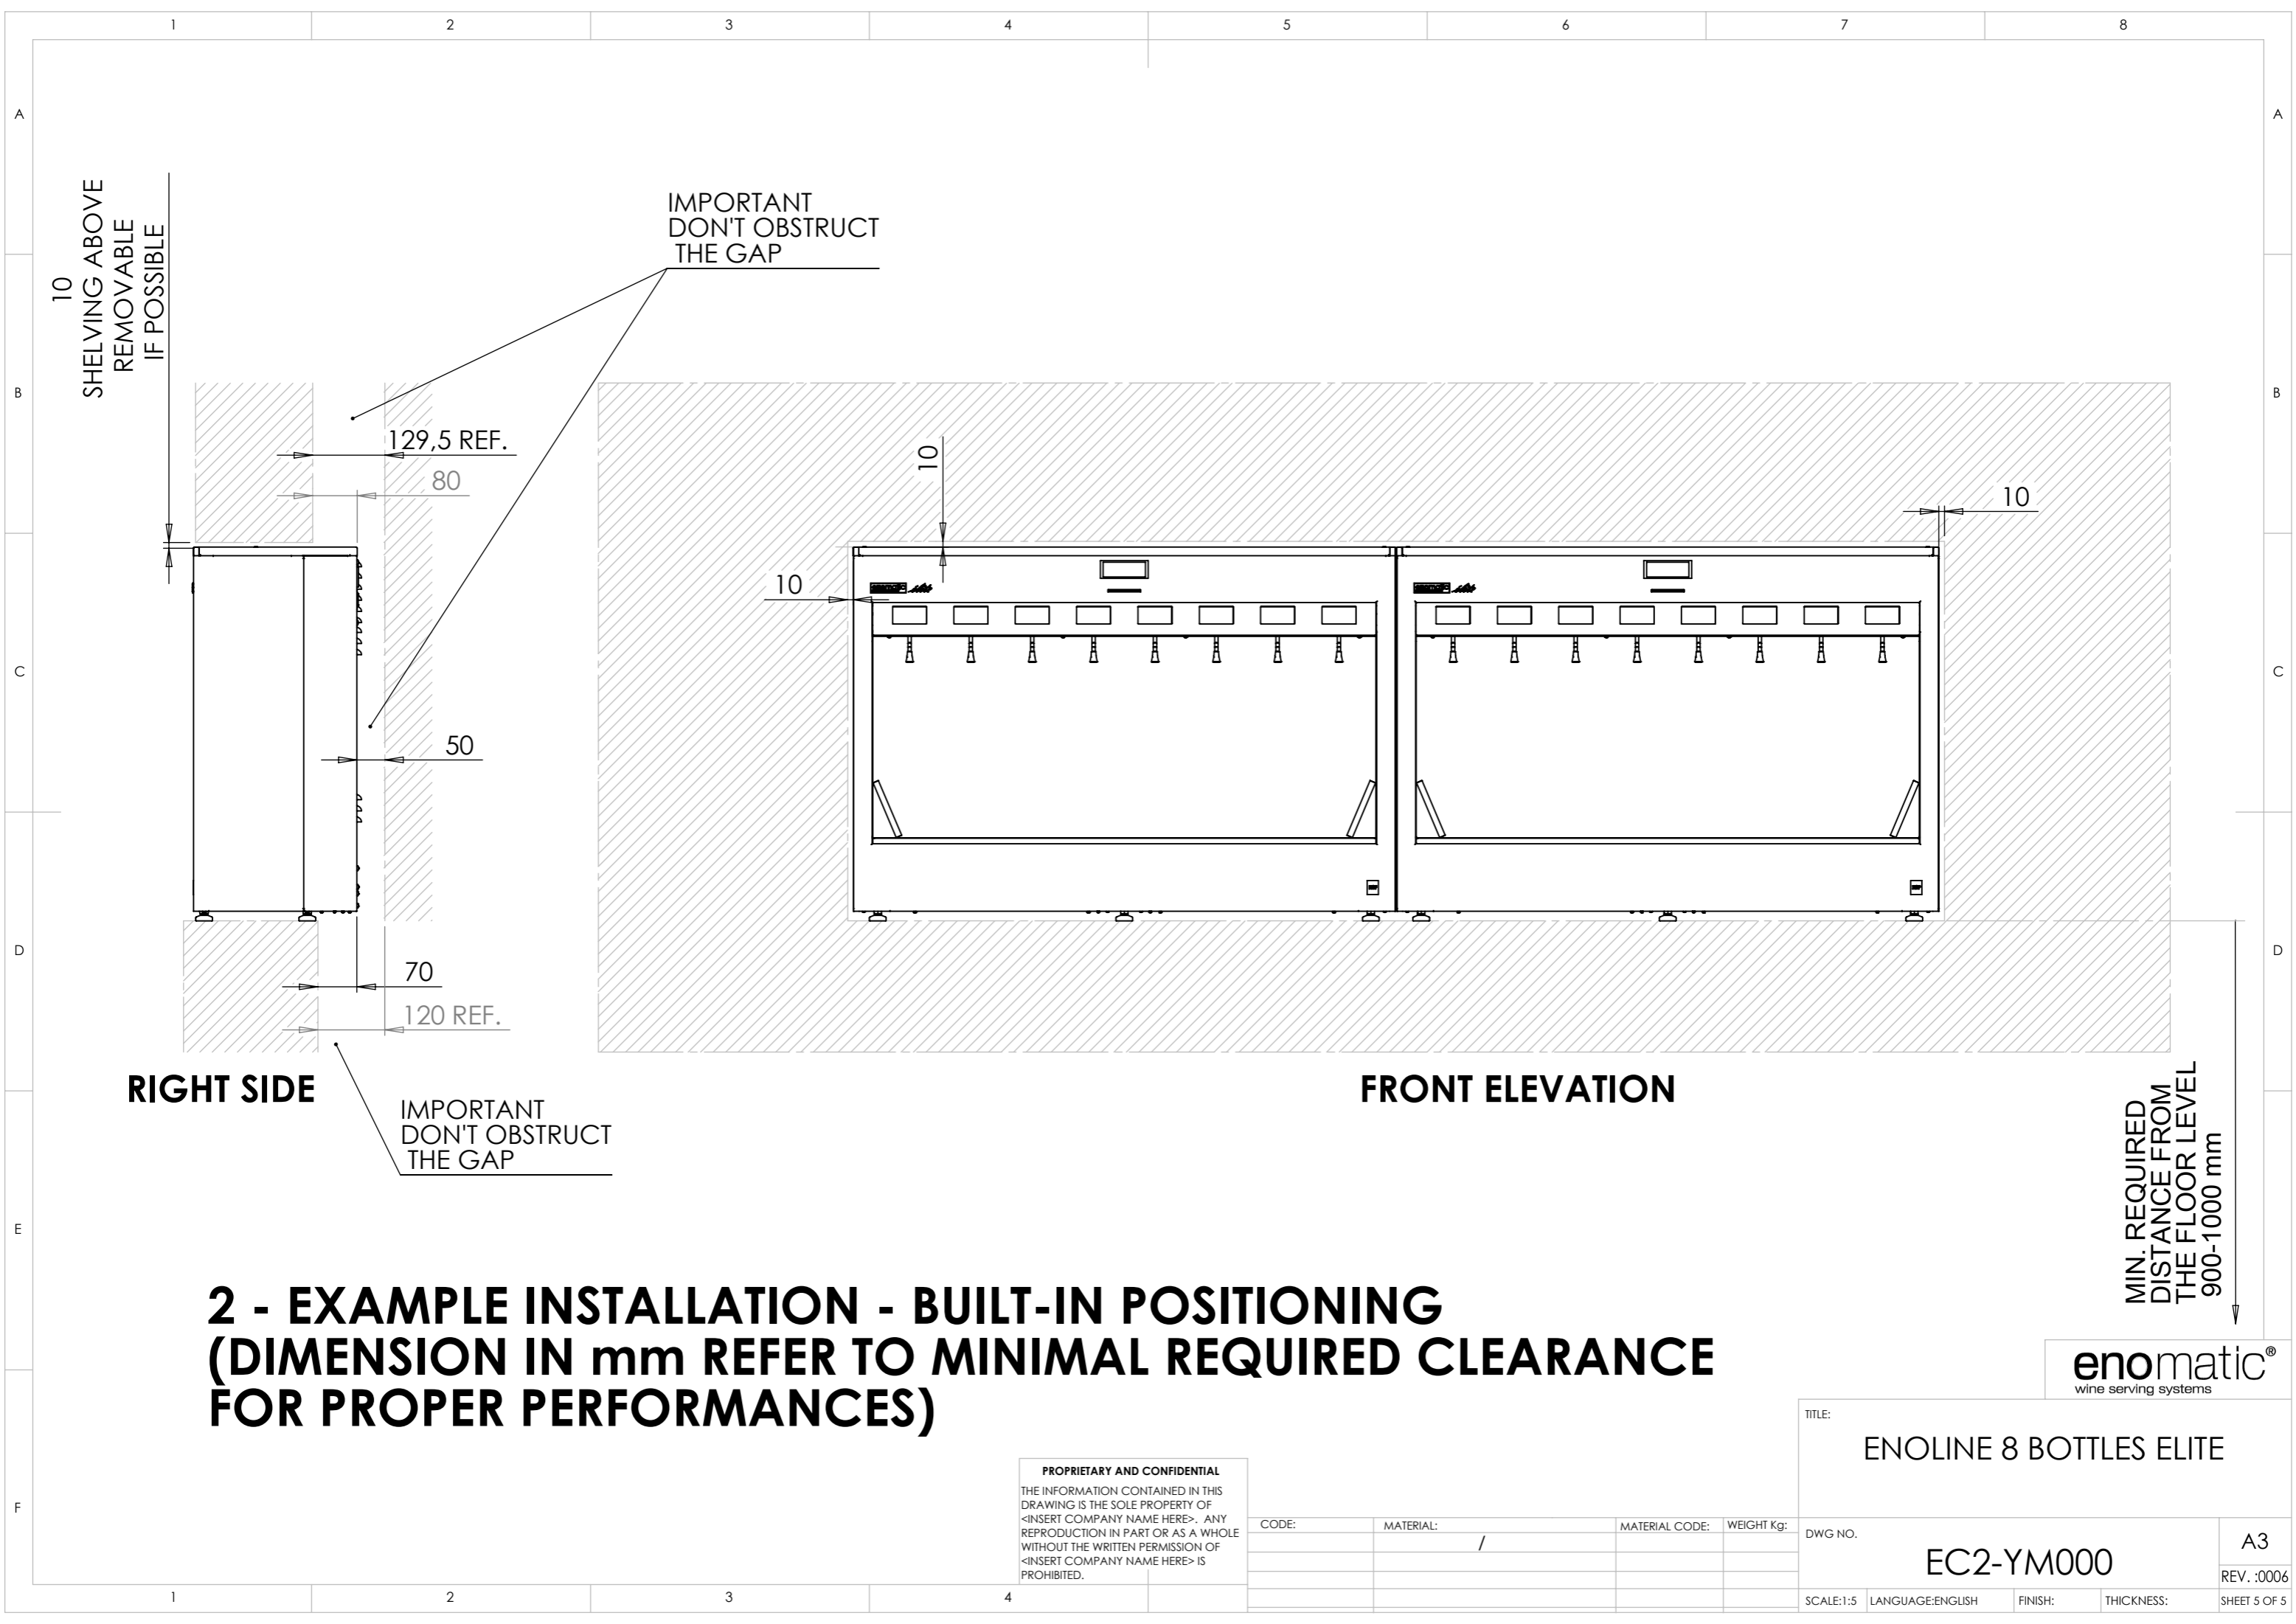 1 2 3 4 5 6 7 8
A A
10
SHELVING ABOVE
REMOVABLE
IF POSSIBLE
IMPORTANT
DON'T OBSTRUCT
THE GAP
B B
129,5 REF.
80
10
10
10
C C
50
D D
70
120 REF.
RIGHT SIDE
FRONT ELEVATION
IMPORTANT
DON'T OBSTRUCT
THE GAP
MIN. REQUIRED
DISTANCE FROM
THE FLOOR LEVEL
900-1000 mm
E
2 - EXAMPLE INSTALLATION - BUILT-IN POSITIONING
(DIMENSION IN mm REFER TO MINIMAL REQUIRED CLEARANCE
FOR PROPER PERFORMANCES)
enomatic®
wine serving systems
TITLE:
ENOLINE 8 BOTTLES ELITE
F
PROPRIETARY AND CONFIDENTIAL
THE INFORMATION CONTAINED IN THIS
DRAWING IS THE SOLE PROPERTY OF
<INSERT COMPANY NAME HERE>. ANY
REPRODUCTION IN PART OR AS A WHOLE
WITHOUT THE WRITTEN PERMISSION OF
<INSERT COMPANY NAME HERE> IS
PROHIBITED.
CODE: MATERIAL: MATERIAL CODE: WEIGHT Kg:
/
DWG NO.
EC2-YM000
A3
REV. :0006
SCALE:1:5 LANGUAGE:ENGLISH FINISH: THICKNESS: SHEET 5 OF 5
1 2 3 4